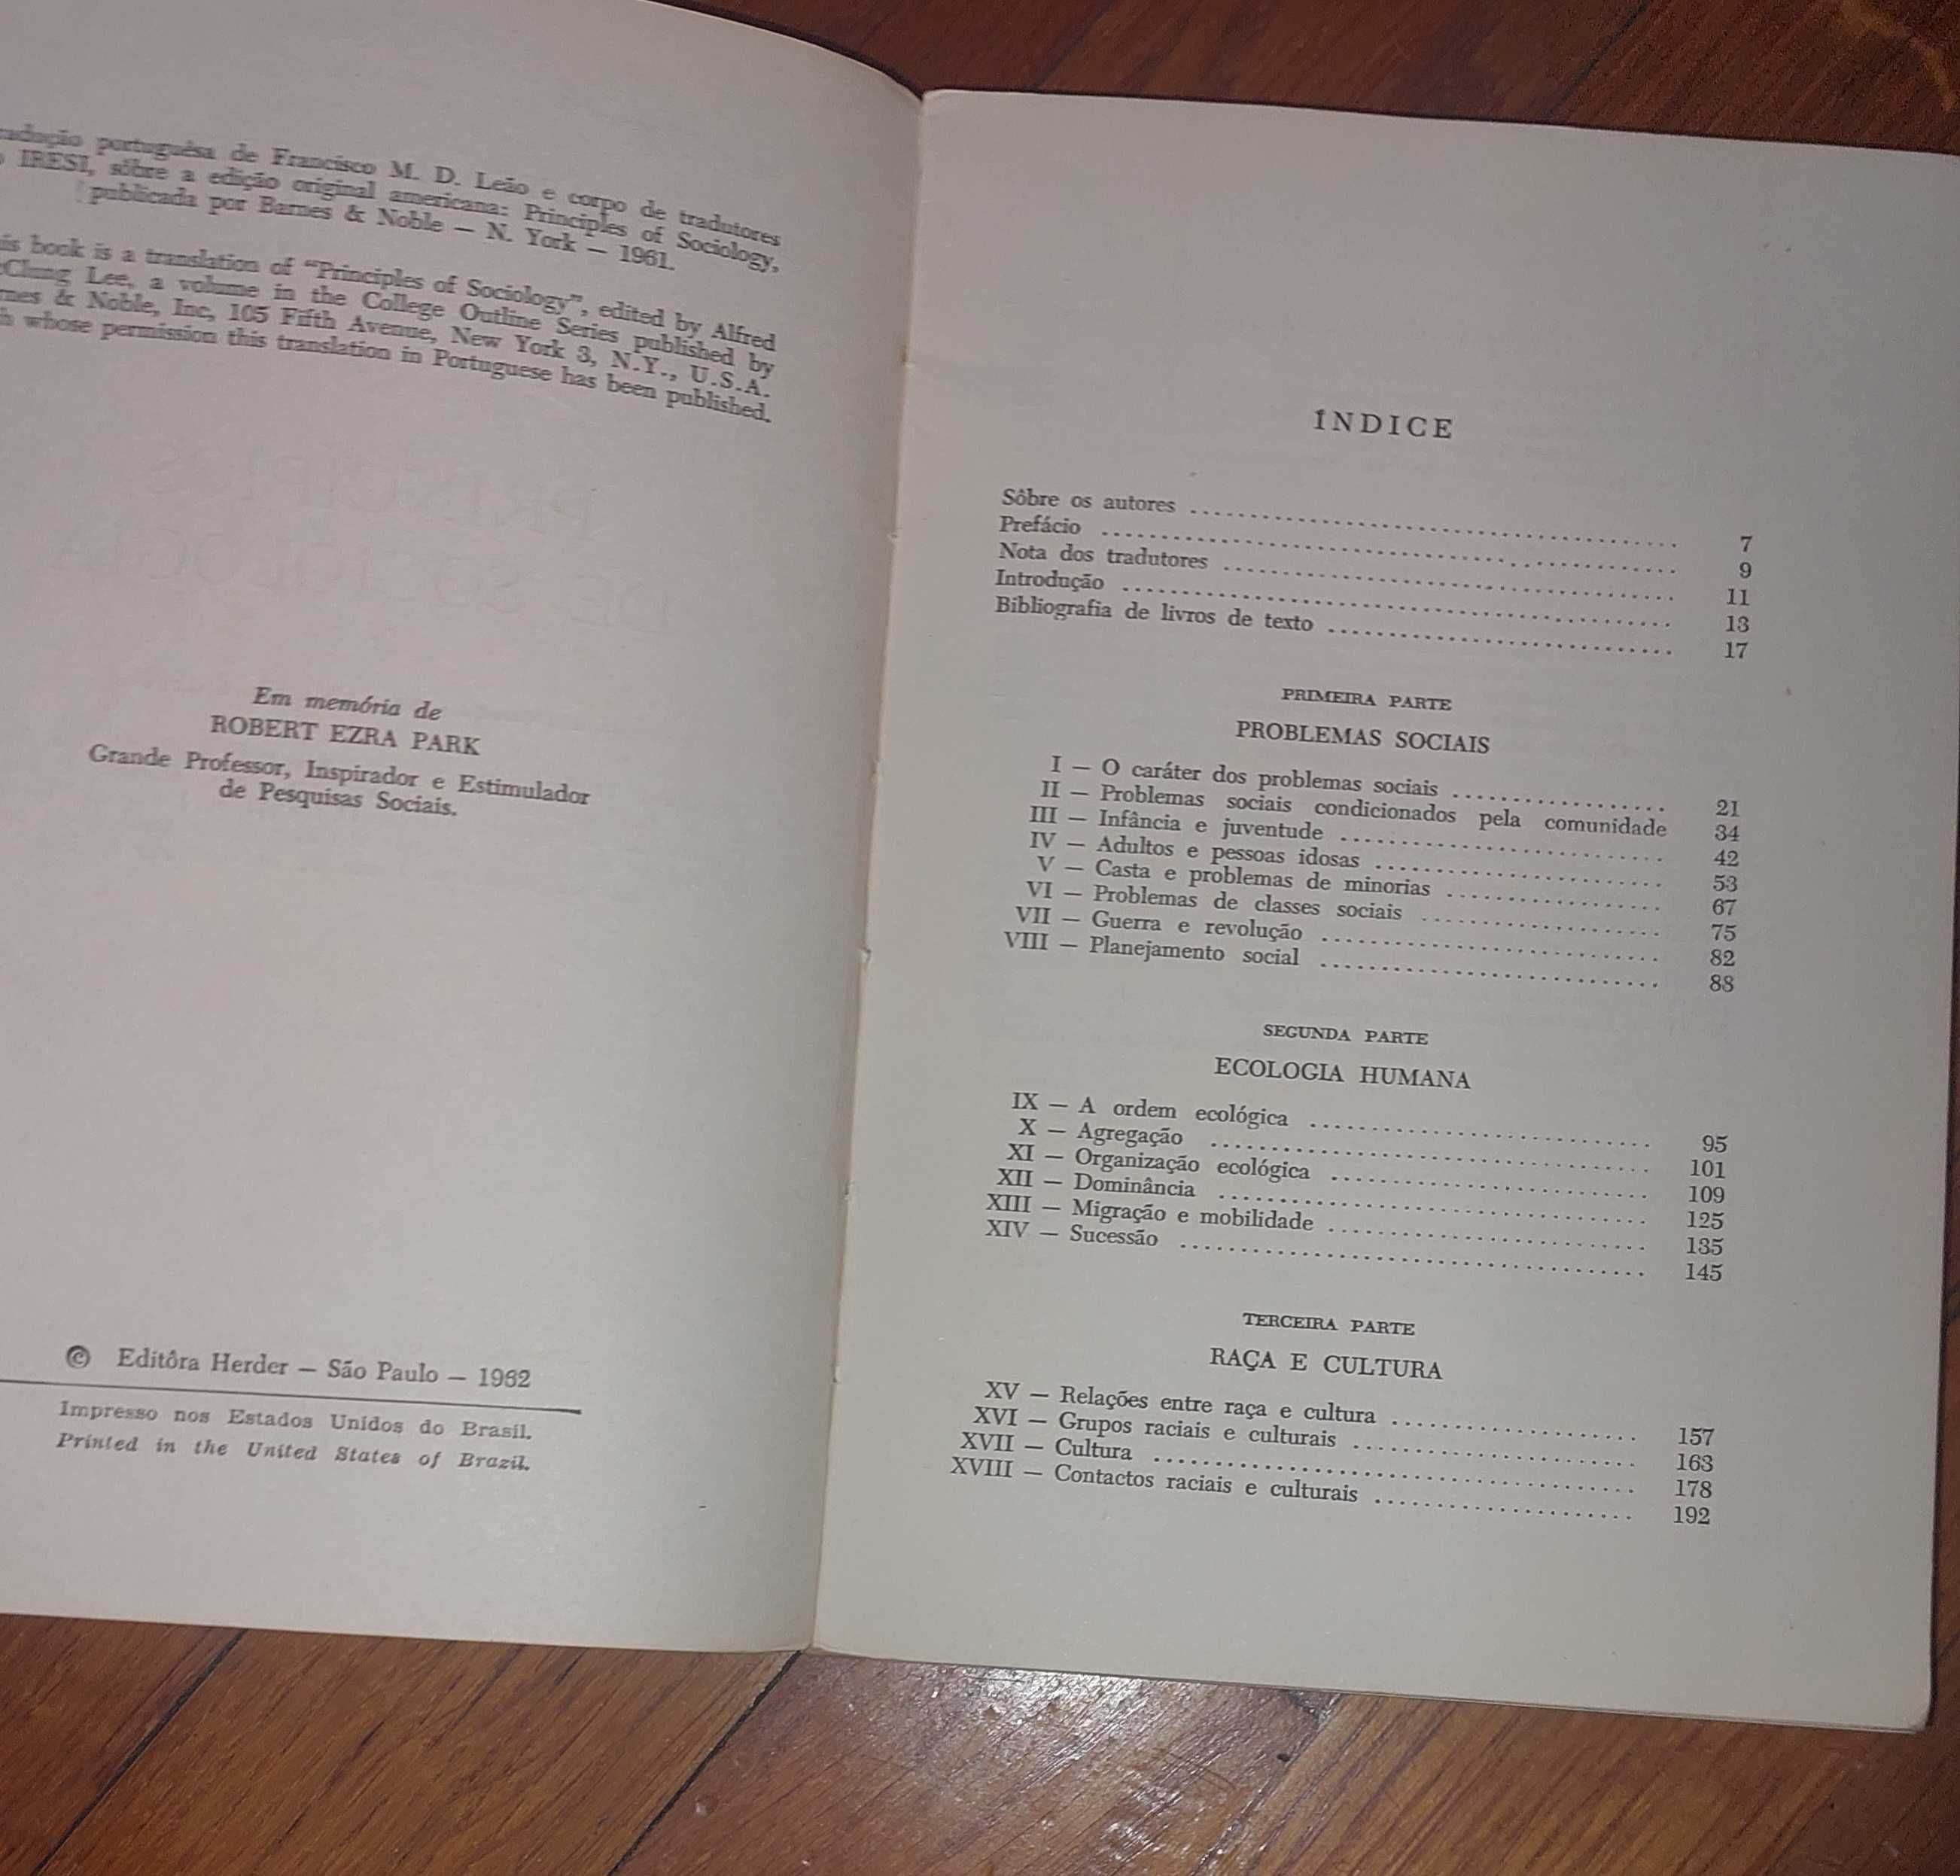 portuguêsa de Francisco M. D. Leão e corpo de tradutores
IRESI, sôbre a edição original americana: Principles of Sociology,
publicada por Barnes & Noble — N. York — 1961.
book is a translation of "Principles of Sociology", edited by Alfred
Clung Lee, a volume in the College Outline Series published by
& Noble, Inc, 105 Fifth Avenue, New York 3, N.Y., U.S.A.
whose permission this translation in Portuguese has been published.
Em memória de
ROBERT EZRA PARK
Grande Professor, Inspirador e Estimulador
de Pesquisas Sociais.
© Editôra Herder — São Paulo — 1962
Impresso nos Estados Unidos do Brasil.
Printed in the United States of Brazil.
ÍNDICE
Sôbre os autores .......... 7
Prefácio .......... 9
Nota dos tradutores .......... 11
Introdução .......... 13
Bibliografia de livros de texto .......... 17
PRIMEIRA PARTE
PROBLEMAS SOCIAIS
I — O caráter dos problemas sociais .......... 21
II — Problemas sociais condicionados pela comunidade 34
III — Infância e juventude .......... 42
IV — Adultos e pessoas idosas .......... 53
V — Casta e problemas de minorias .......... 67
VI — Problemas de classes sociais .......... 75
VII — Guerra e revolução .......... 82
VIII — Planejamento social .......... 88
SEGUNDA PARTE
ECOLOGIA HUMANA
IX — A ordem ecológica .......... 95
X — Agregação .......... 101
XI — Organização ecológica .......... 109
XII — Dominância .......... 125
XIII — Migração e mobilidade .......... 135
XIV — Sucessão .......... 145
TERCEIRA PARTE
RAÇA E CULTURA
XV — Relações entre raça e cultura .......... 157
XVI — Grupos raciais e culturais .......... 163
XVII — Cultura .......... 178
XVIII — Contactos raciais e culturais .......... 192